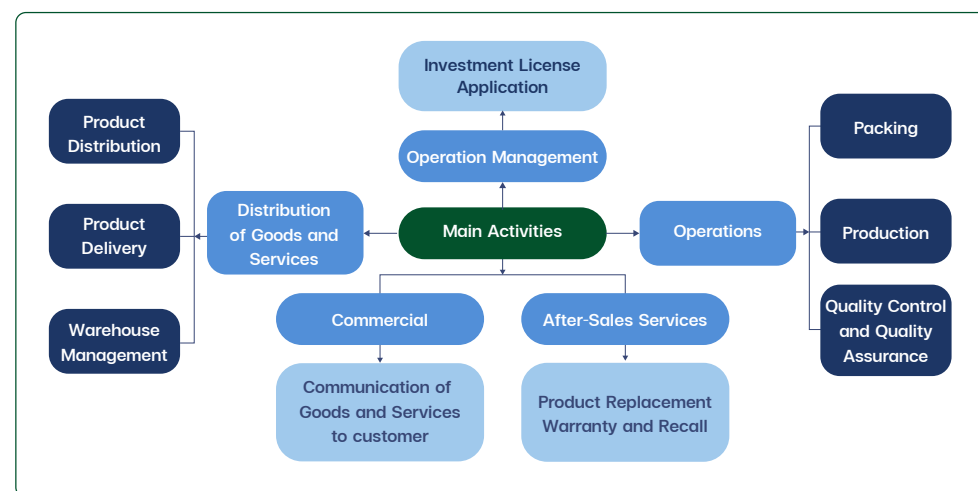 Investment License
Application
Operation Management
Main Activities
Distribution
of Goods and
Services
Product
Distribution
Product
Delivery
Warehouse
Management
Operations
Packing
Production
Quality Control
and Quality
Assurance
Commercial
Communication of
Goods and Services
to customer
After-Sales Services
Product Replacement
Warranty and Recall